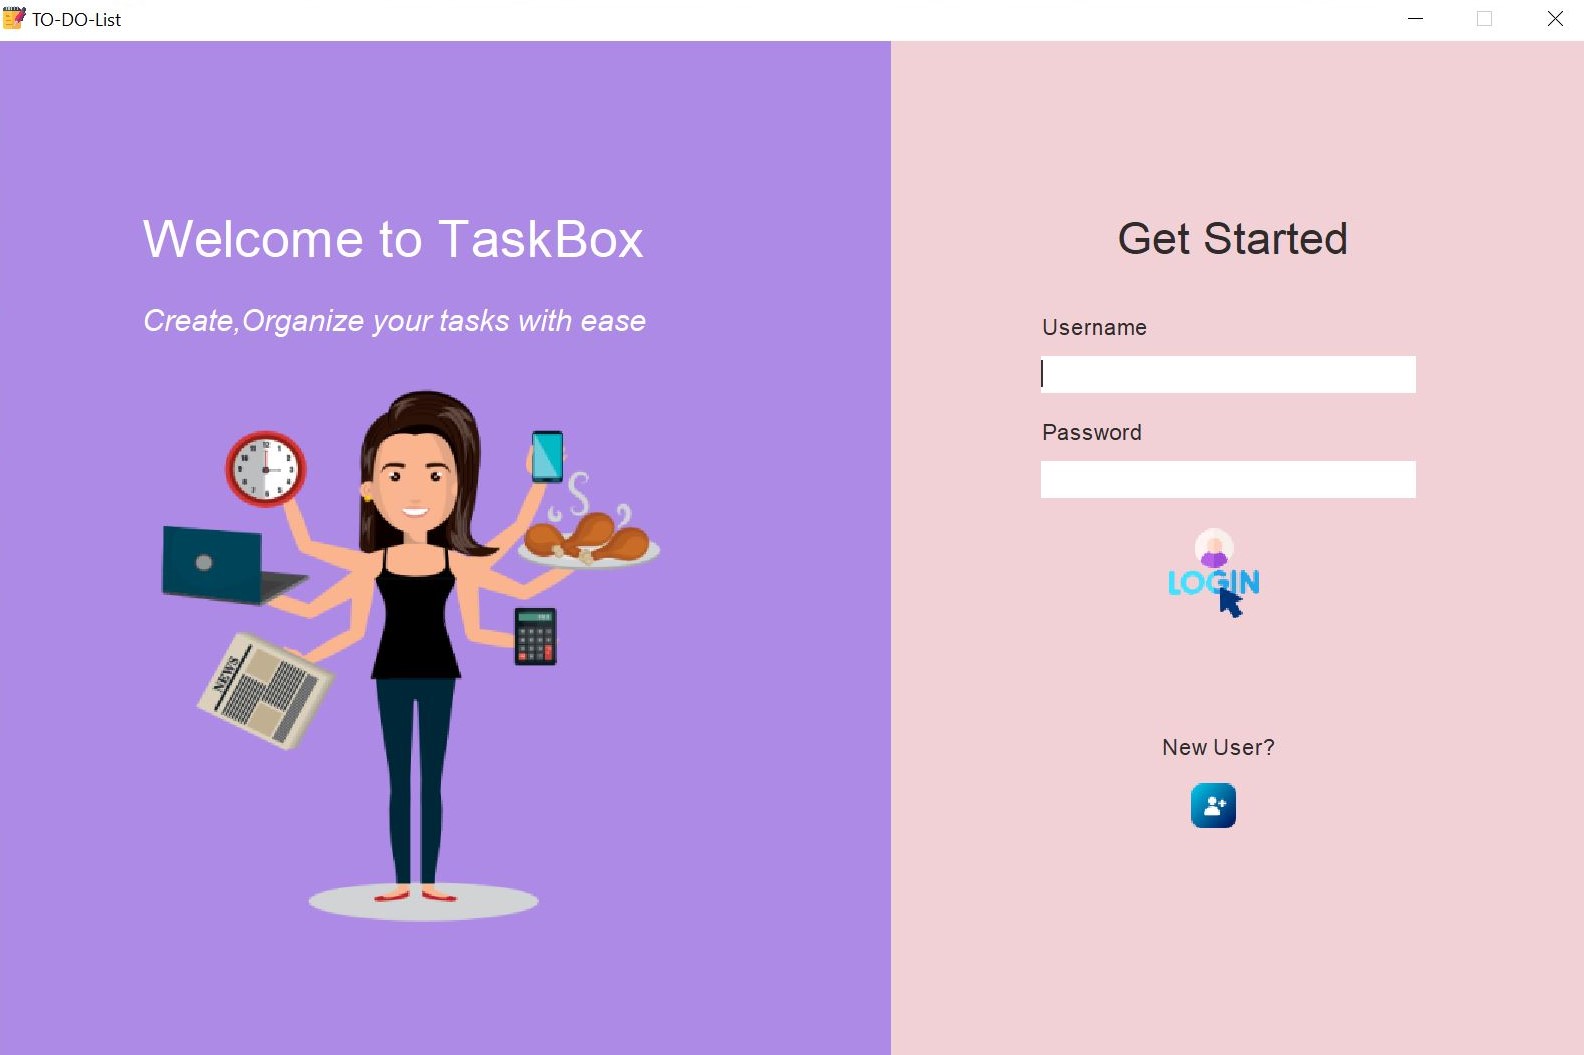 TO-DO-List
Welcome to TaskBox
Create,Organize your tasks with ease
NEWS
Get Started
Username
Password
LOGIN
New User?